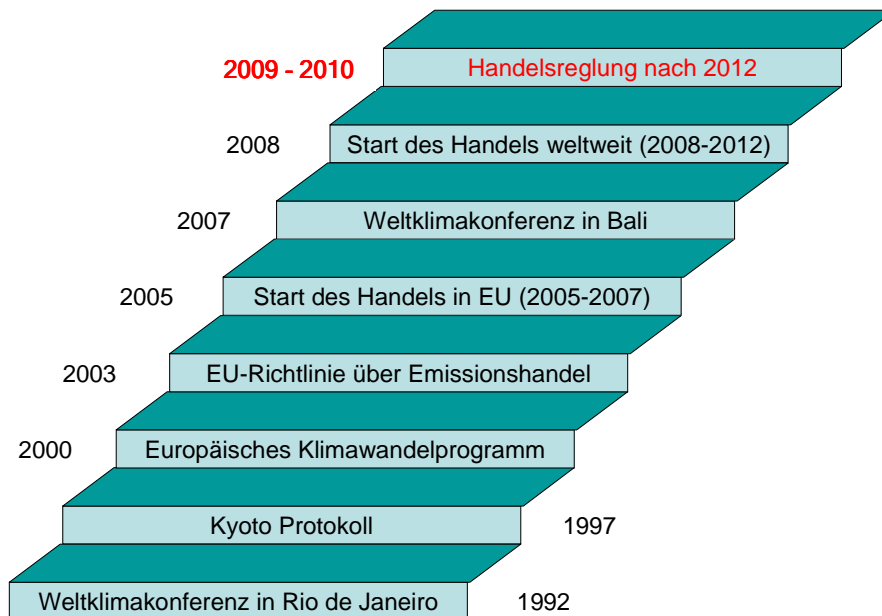 2009 - 2010 Handelsreglung nach 2012
2008 Start des Handels weltweit (2008-2012)
2007 Weltklimakonferenz in Bali
2005 Start des Handels in EU (2005-2007)
2003 EU-Richtlinie über Emissionshandel
2000 Europäisches Klimawandelprogramm
Kyoto Protokoll 1997
Weltklimakonferenz in Rio de Janeiro 1992